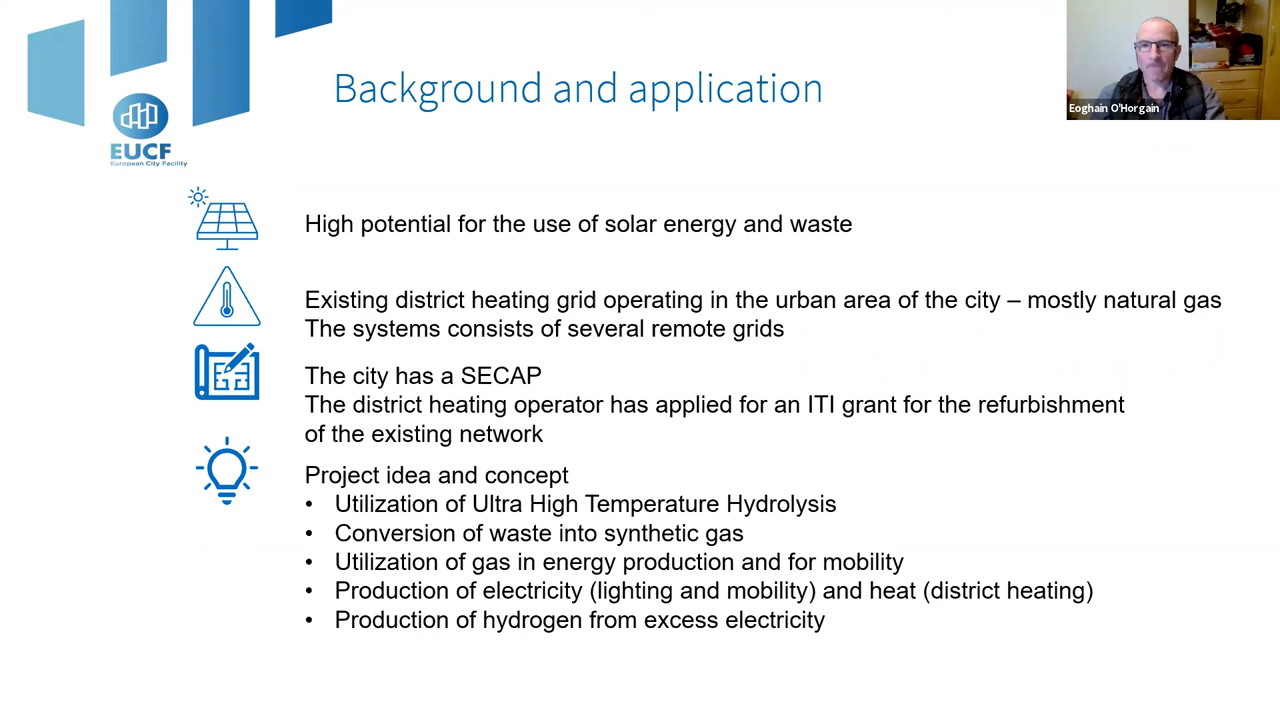 Background and application
Eoghain O'Horgain
EUCF
European City Facility
High potential for the use of solar energy and waste
Existing district heating grid operating in the urban area of the city – mostly natural gas
The systems consists of several remote grids
The city has a SECAP
The district heating operator has applied for an ITI grant for the refurbishment
of the existing network
Project idea and concept
• Utilization of Ultra High Temperature Hydrolysis
• Conversion of waste into synthetic gas
• Utilization of gas in energy production and for mobility
• Production of electricity (lighting and mobility) and heat (district heating)
• Production of hydrogen from excess electricity